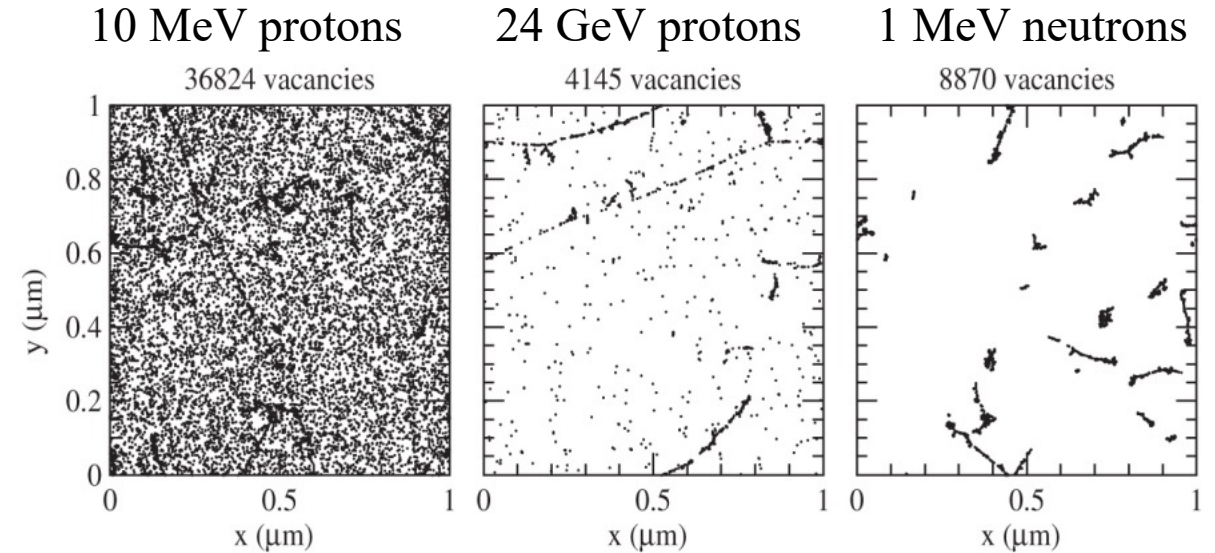 10 MeV protons 24 GeV protons 1 MeV neutrons
36824 vacancies 4145 vacancies 8870 vacancies
1
0.8
0.6
y (μm)
0.4
0.2
0
0 0.5 1 0 0.5 1 0 0.5 1
x (μm) x (μm) x (μm)